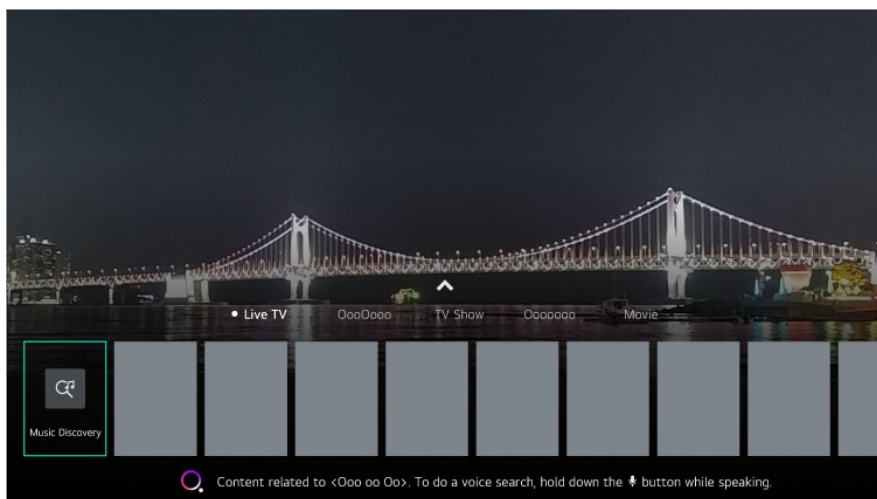 Live TV
OooOooo
TV Show
Ooooooo
Movie
Music Discovery
Content related to <Ooo oo Oo>. To do a voice search, hold down the button while speaking.